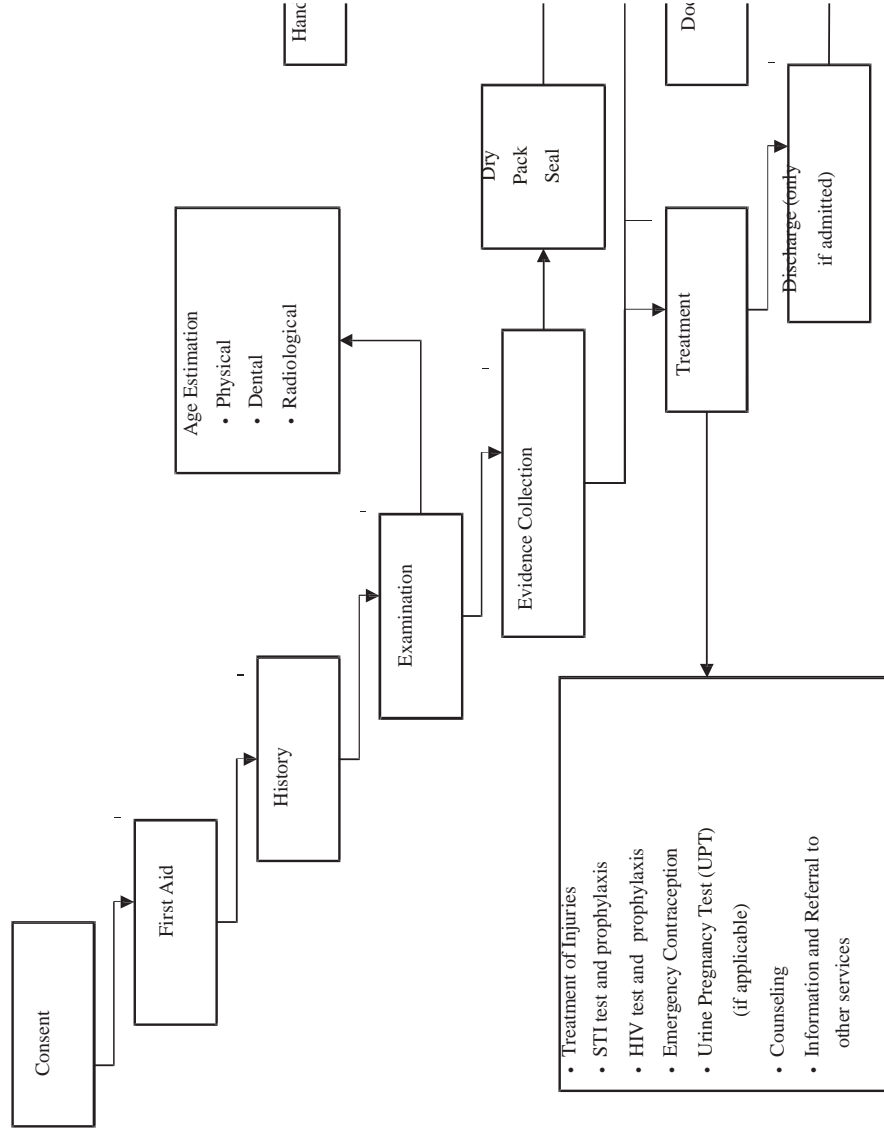 Consent
First Aid
History
Examination
Age Estimation
• Physical
• Dental
• Radiological
Evidence Collection
Dry
Pack
Seal
Treatment
• Treatment of Injuries
• STI test and prophylaxis
• HIV test and prophylaxis
• Emergency Contraception
• Urine Pregnancy Test (UPT)
(if applicable)
• Counseling
• Information and Referral to
other services
Discharge (only
if admitted)